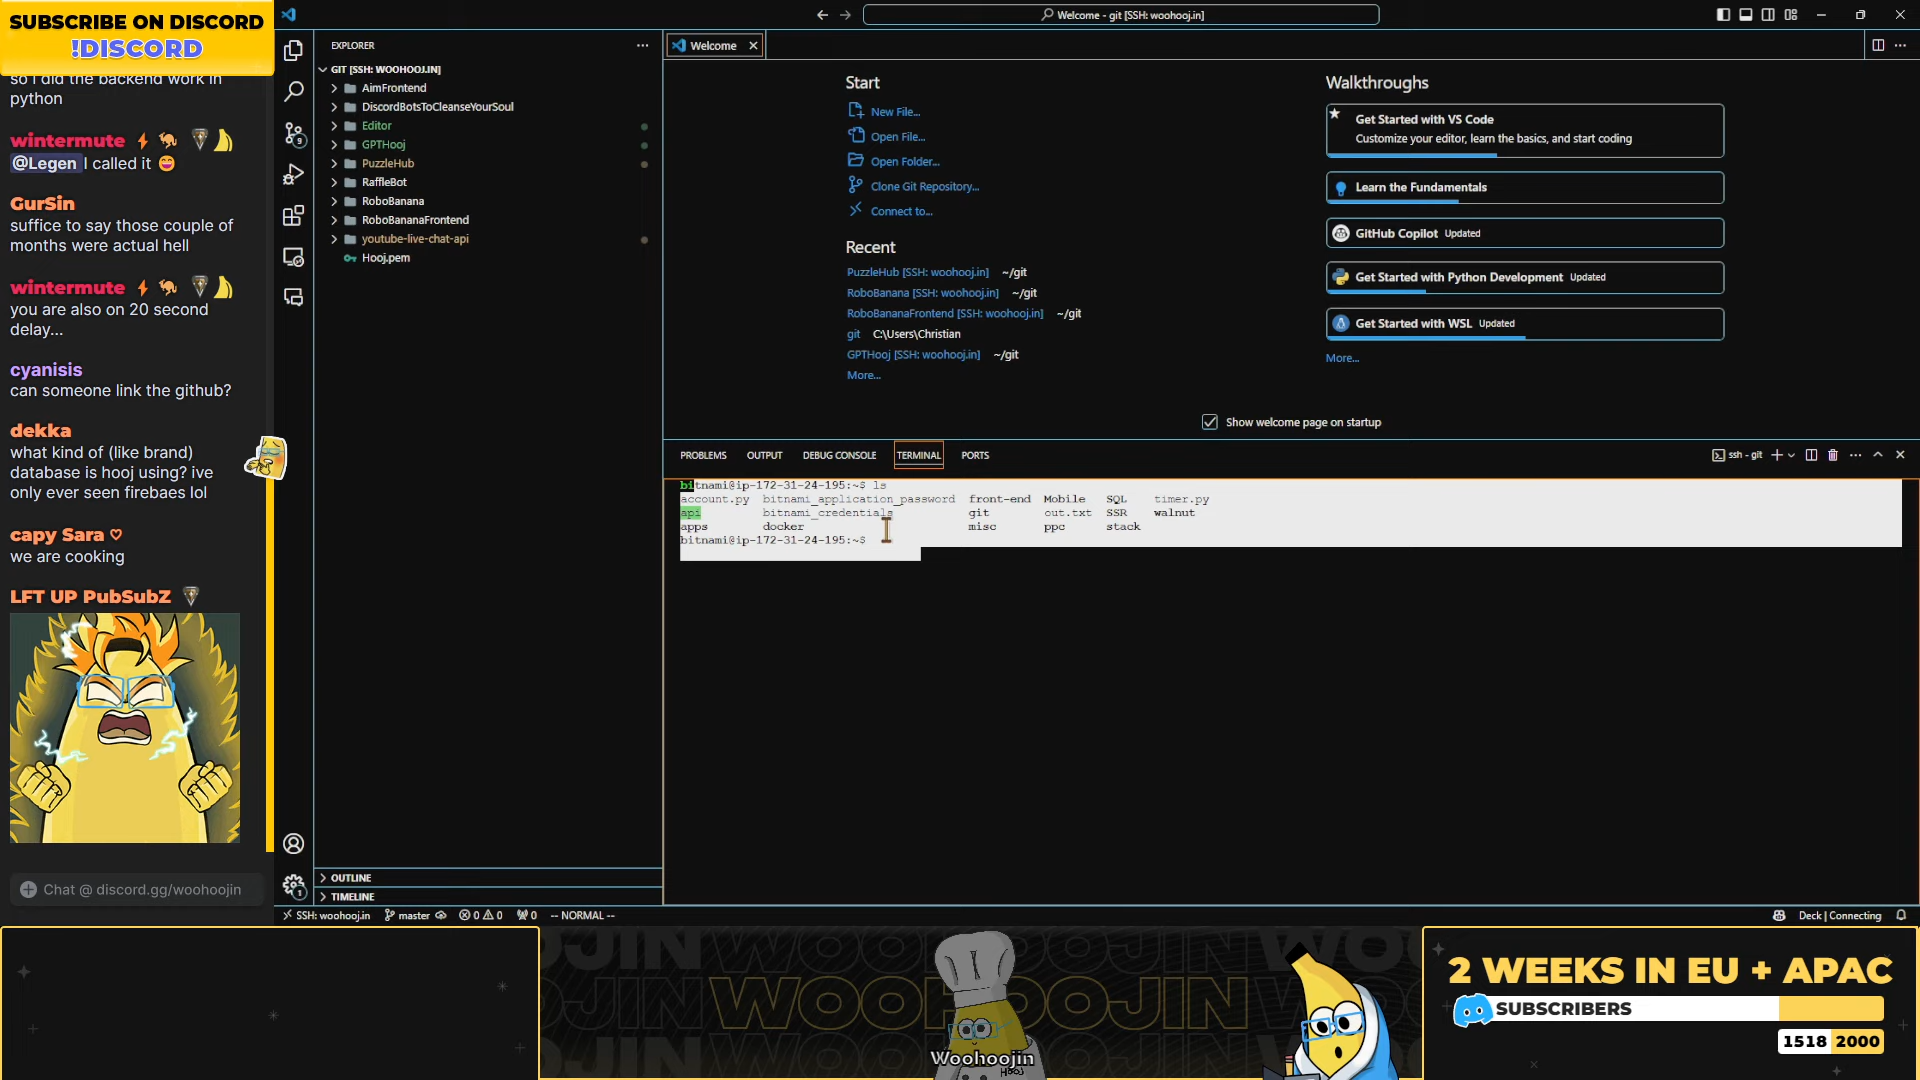 SUBSCRIBE ON DISCORD
!DISCORD
so I did the backend work in
python
wintermute
@Legen I called it
GurSin
suffice to say those couple of
months were actual hell
wintermute
you are also on 20 second
delay...
cyanisis
can someone link the github?
dekka
what kind of (like brand)
database is hooj using? ive
only ever seen firebaes lol
capy Sara
we are cooking
LFT UP PubSubZ
Chat @ discord.gg/woohoojin
Welcome - git [SSH: woohooj.in]
EXPLORER
GIT [SSH: WOOHOOJ.IN]
AimFrontend
DiscordBotsToCleanseYourSoul
Editor
GPTHooj
PuzzleHub
RaffleBot
RoboBanana
RoboBananaFrontend
youtube-live-chat-api
Hooj.pem
9
1
OUTLINE
TIMELINE
Welcome
Start
New File...
Open File...
Open Folder...
Clone Git Repository...
Connect to...
Recent
PuzzleHub [SSH: woohooj.in] ~/git
RoboBanana [SSH: woohooj.in] ~/git
RoboBananaFrontend [SSH: woohooj.in] ~/git
git C:\Users\Christian
GPTHooj [SSH: woohooj.in] ~/git
More...
Walkthroughs
Get Started with VS Code
Customize your editor, learn the basics, and start coding
Learn the Fundamentals
GitHub Copilot Updated
Get Started with Python Development Updated
Get Started with WSL Updated
More...
Show welcome page on startup
PROBLEMS OUTPUT DEBUG CONSOLE TERMINAL PORTS
ssh - git
bitnami@ip-172-31-24-195:~$ ls
account.py bitnami_application_password front-end Mobile SQL timer.py
api bitnami_credentials git out.txt SSR walnut
apps docker misc ppc stack
bitnami@ip-172-31-24-195:~$
SSH: woohooj.in master 0 0 0 -- NORMAL --
Deck | Connecting
OJINWOOHOOJINWOO
WOOHOOJIN
Woohoojin
HOOJ
2 WEEKS IN EU + APAC
SUBSCRIBERS
1518 2000